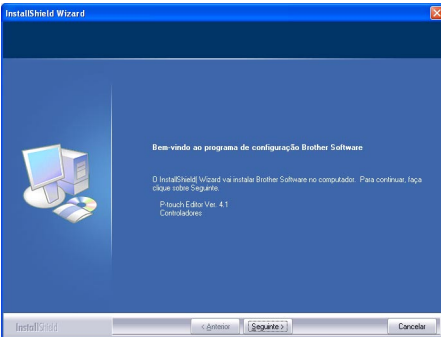 InstallShield Wizard
Bem-vindo ao programa de configuração Brother Software
O InstallShield Wizard vai instalar Brother Software no computador. Para continuar, faça
clique sobre Seguinte.
P-touch Editor Ver. 4.1
Controladores
InstallShield
< Anterior
Seguinte >
Cancelar